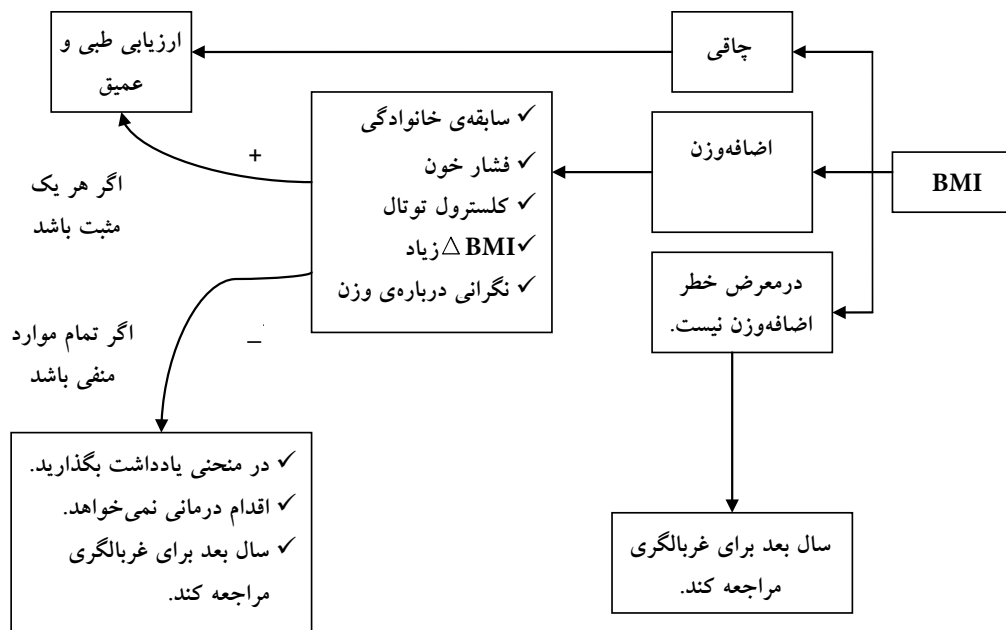 BMI
چاقی
ارزیابی طبی و
عمیق
اضافه‌وزن
✓ سابقه‌ی خانوادگی
✓ فشار خون
✓ کلسترول توتال
✓ △ BMI زیاد
✓ نگرانی درباره‌ی وزن
+
اگر هر یک
مثبت باشد
درمعرض خطر
اضافه‌وزن نیست.
–
اگر تمام موارد
منفی باشد
✓ در منحنی یادداشت بگذارید.
✓ اقدام درمانی نمی‌خواهد.
✓ سال بعد برای غربالگری
مراجعه کند.
سال بعد برای غربالگری
مراجعه کند.